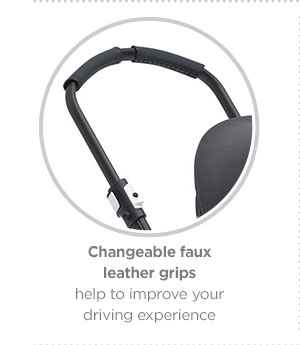 Changeable faux
leather grips
help to improve your
driving experience